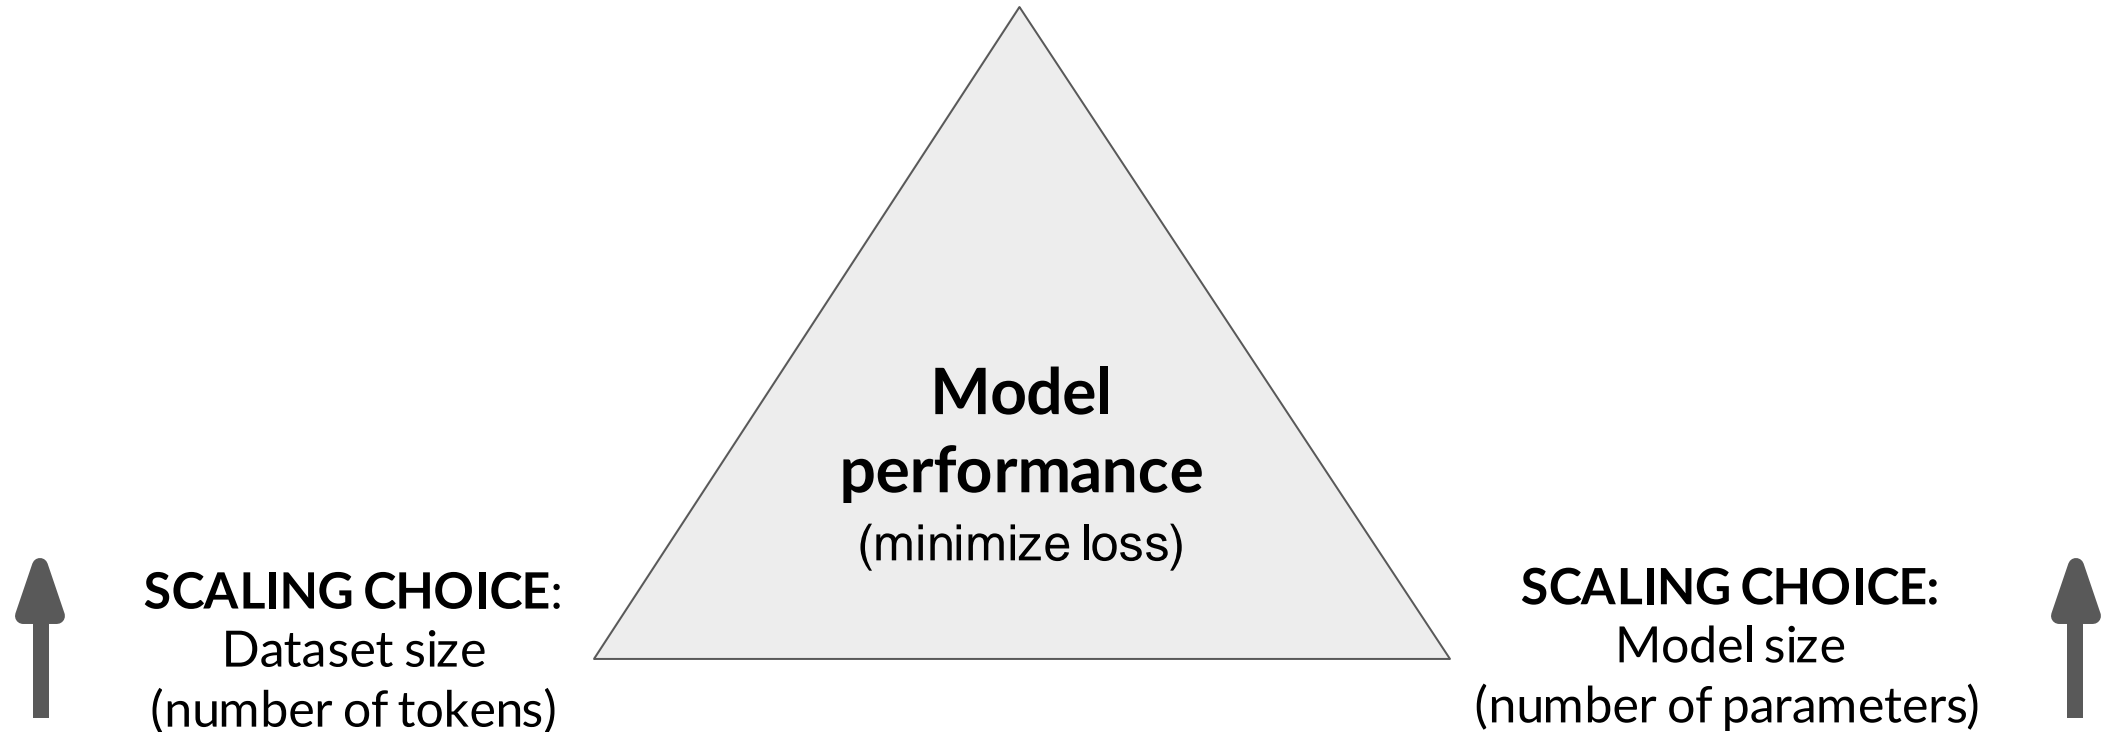 Model
performance
(minimize loss)
SCALING CHOICE:
Dataset size
(number of tokens)
SCALING CHOICE:
Model size
(number of parameters)